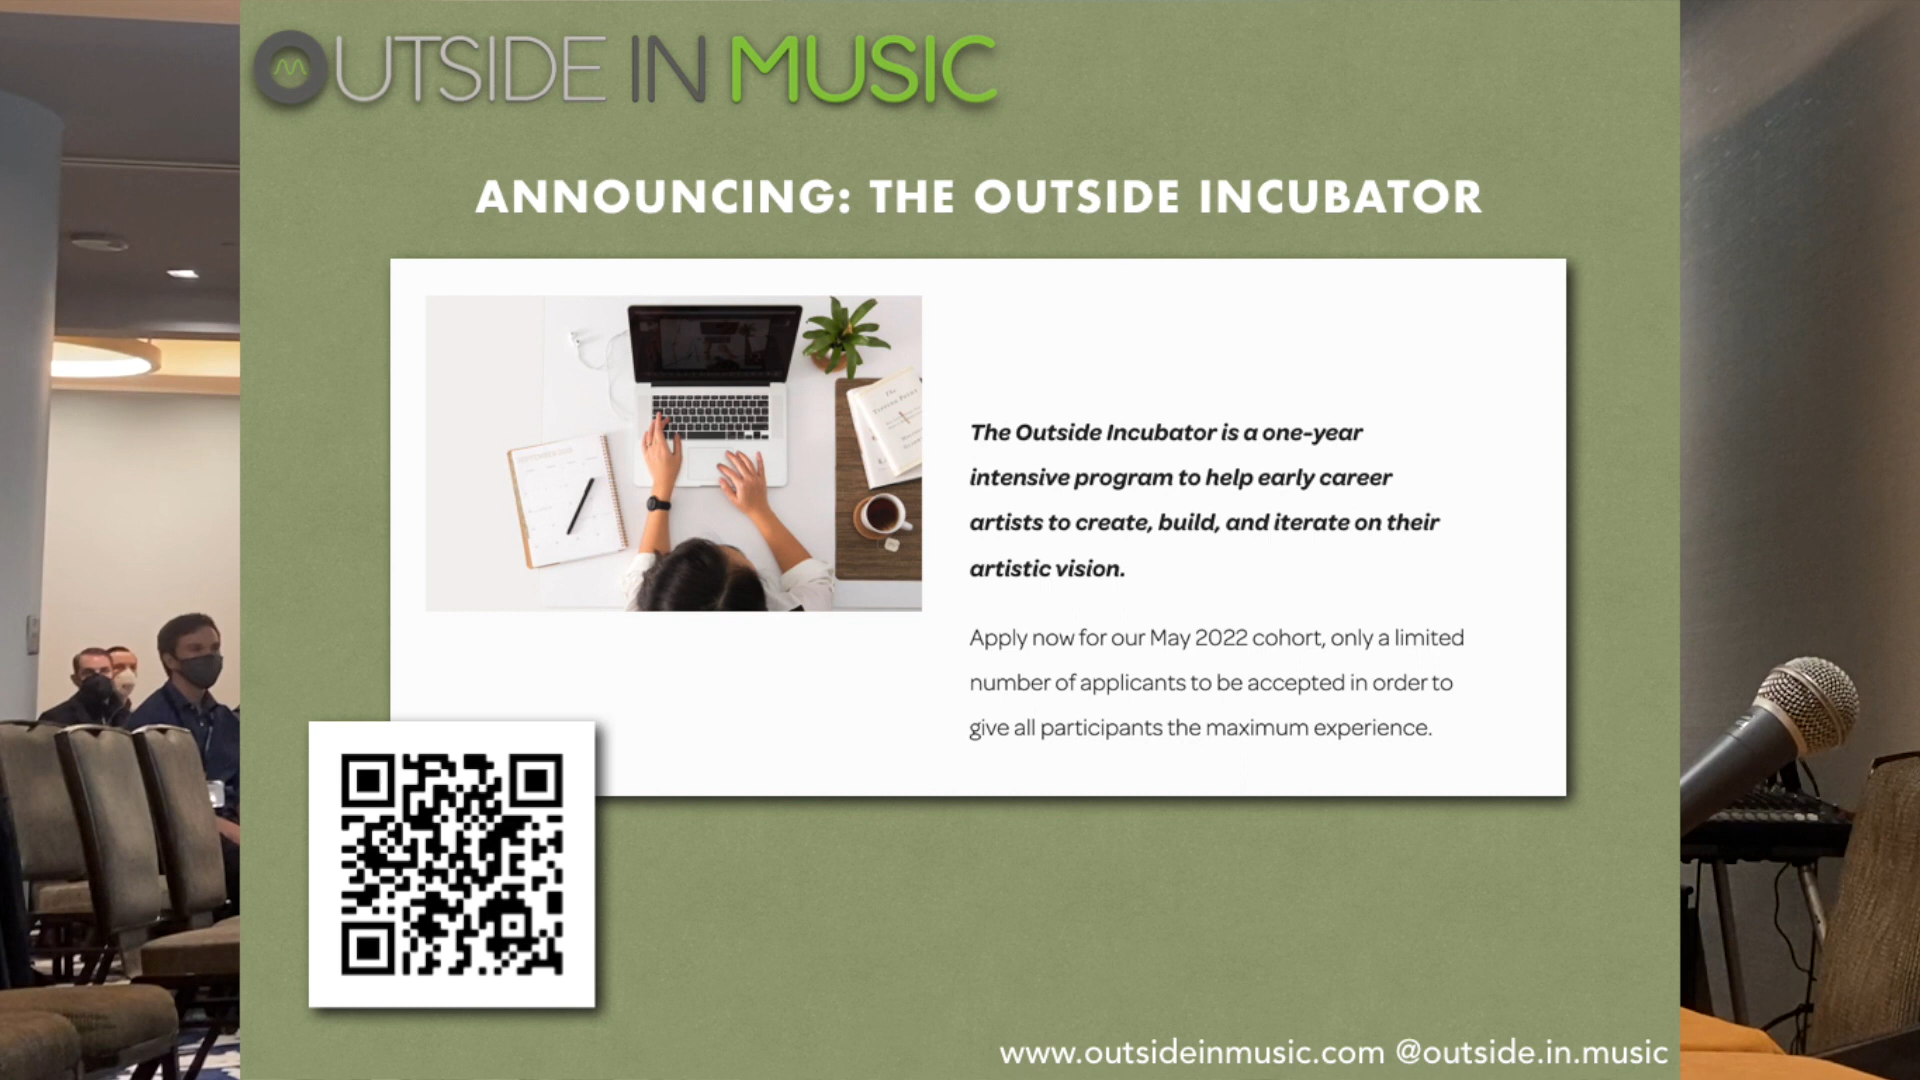 OUTSIDE IN MUSIC
ANNOUNCING: THE OUTSIDE INCUBATOR
The Outside Incubator is a one-year
intensive program to help early career
artists to create, build, and iterate on their
artistic vision.
Apply now for our May 2022 cohort, only a limited
number of applicants to be accepted in order to
give all participants the maximum experience.
www.outsideinmusic.com @outside.in.music